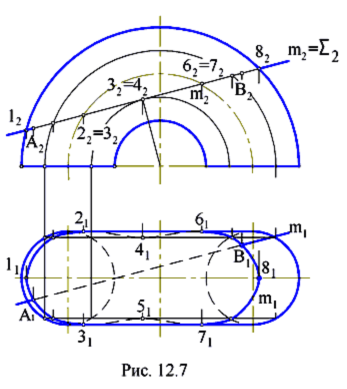 8₂
m₂=Σ₂
6₂=7₂
3₂=4₂
m₂
B₂
1₂
A₂
2₂=3₂
2₁
6₁
m₁
4₁
B₁
1₁
8₁
m₁
A₁
5₁
3₁
7₁
Рис. 12.7